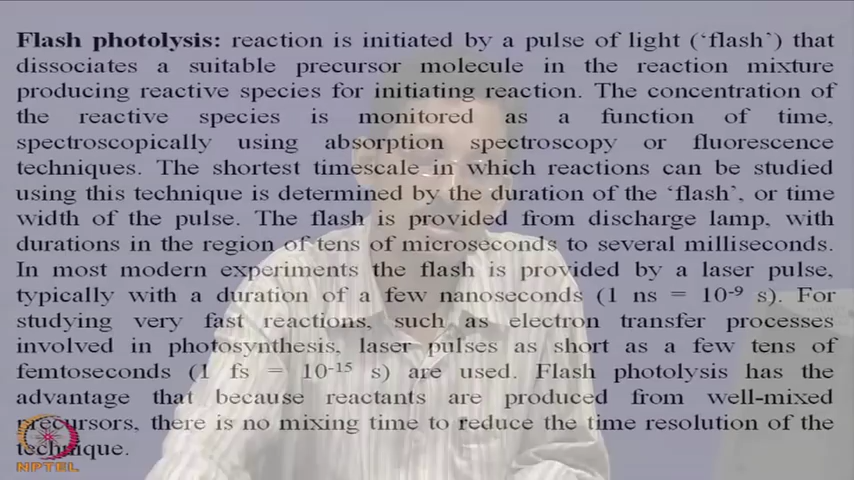 Flash photolysis: reaction is initiated by a pulse of light (‘flash’) that
dissociates a suitable precursor molecule in the reaction mixture
producing reactive species for initiating reaction. The concentration of
the reactive species is monitored as a function of time,
spectroscopically using absorption spectroscopy or fluorescence
techniques. The shortest timescale in which reactions can be studied
using this technique is determined by the duration of the ‘flash’, or time
width of the pulse. The flash is provided from discharge lamp, with
durations in the region of tens of microseconds to several milliseconds.
In most modern experiments the flash is provided by a laser pulse,
typically with a duration of a few nanoseconds (1 ns = 10⁻⁹ s). For
studying very fast reactions, such as electron transfer processes
involved in photosynthesis, laser pulses as short as a few tens of
femtoseconds (1 fs = 10⁻¹⁵ s) are used. Flash photolysis has the
advantage that because reactants are produced from well-mixed
precursors, there is no mixing time to reduce the time resolution of the
technique.
NPTEL